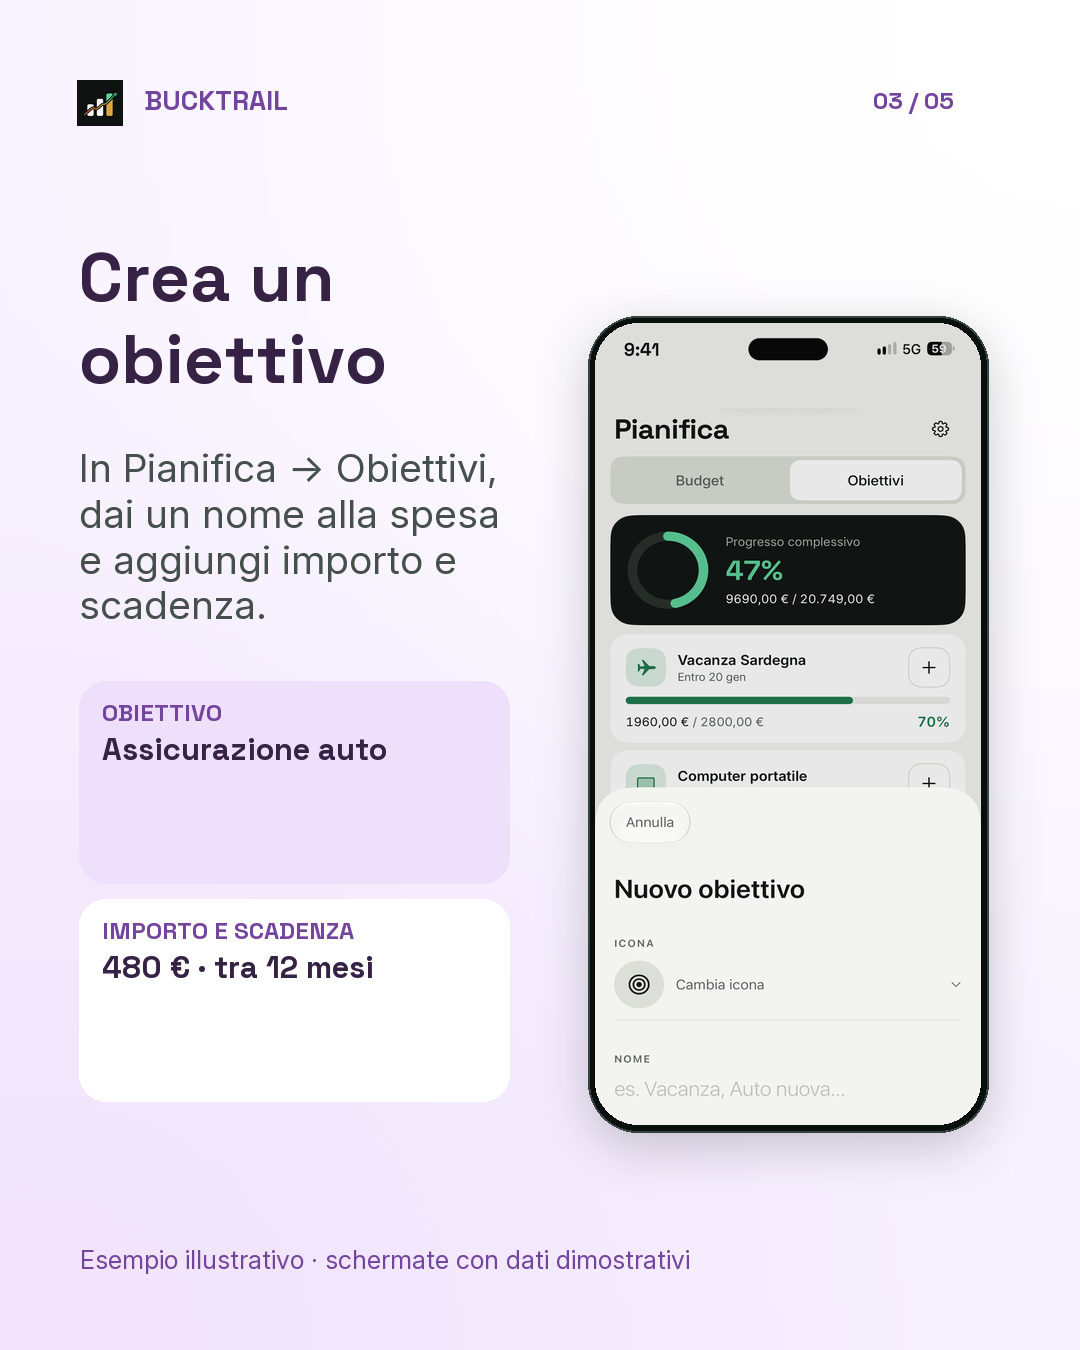 BUCKTRAIL
03 / 05
Crea un
obiettivo
In Pianifica → Obiettivi,
dai un nome alla spesa
e aggiungi importo e
scadenza.
OBIETTIVO
Assicurazione auto
IMPORTO E SCADENZA
480 € · tra 12 mesi
9:41
5G 59
Pianifica
Budget
Obiettivi
Progresso complessivo
47%
9690,00 € / 20.749,00 €
Vacanza Sardegna
Entro 20 gen
1960,00 € / 2800,00 €
70%
Computer portatile
Annulla
Nuovo obiettivo
ICONA
Cambia icona
NOME
es. Vacanza, Auto nuova...
Esempio illustrativo · schermate con dati dimostrativi